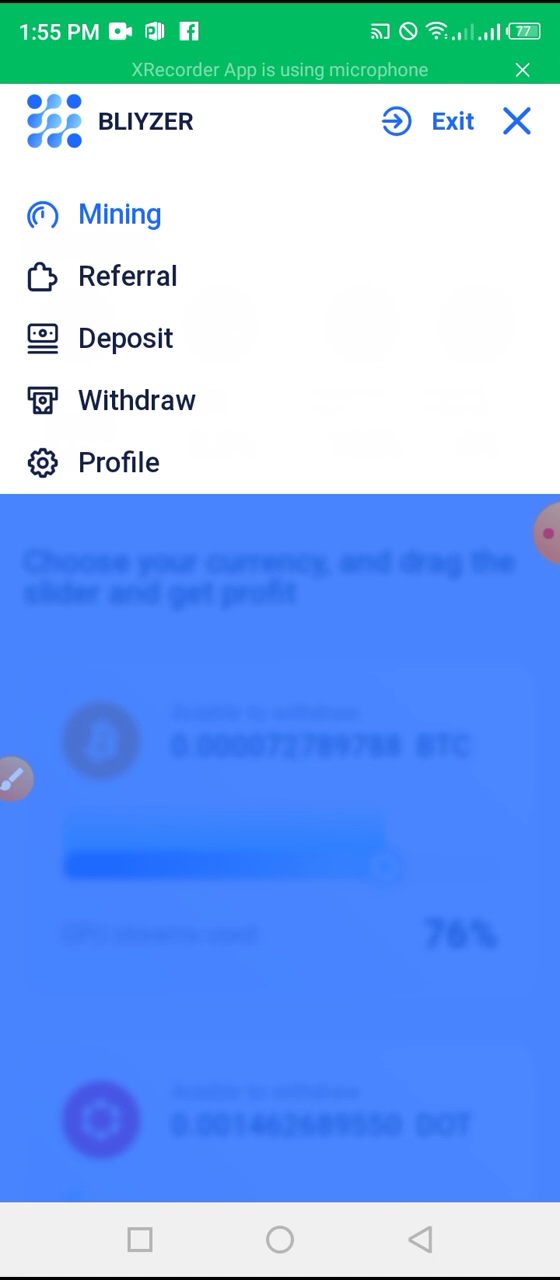 1:55 PM
77
XRecorder App is using microphone
BLIYZER
Exit
Mining
Referral
Deposit
Withdraw
Profile
Choose your currency, and drag the
slider and get profit
Available to withdraw
0.000072789788 BTC
GPU streams used
76%
Available to withdraw
0.001462689550 DOT